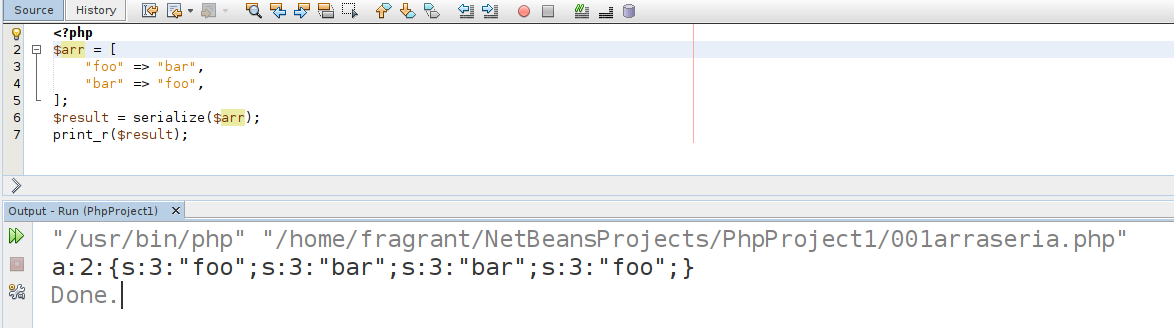 Source History
<?php
2 $arr = [
3 "foo" => "bar",
4 "bar" => "foo",
5 ];
6 $result = serialize($arr);
7 print_r($result);
Output - Run (PhpProject1) ×
"/usr/bin/php" "/home/fragrant/NetBeansProjects/PhpProject1/001arraseria.php"
a:2:{s:3:"foo";s:3:"bar";s:3:"bar";s:3:"foo";}
Done.